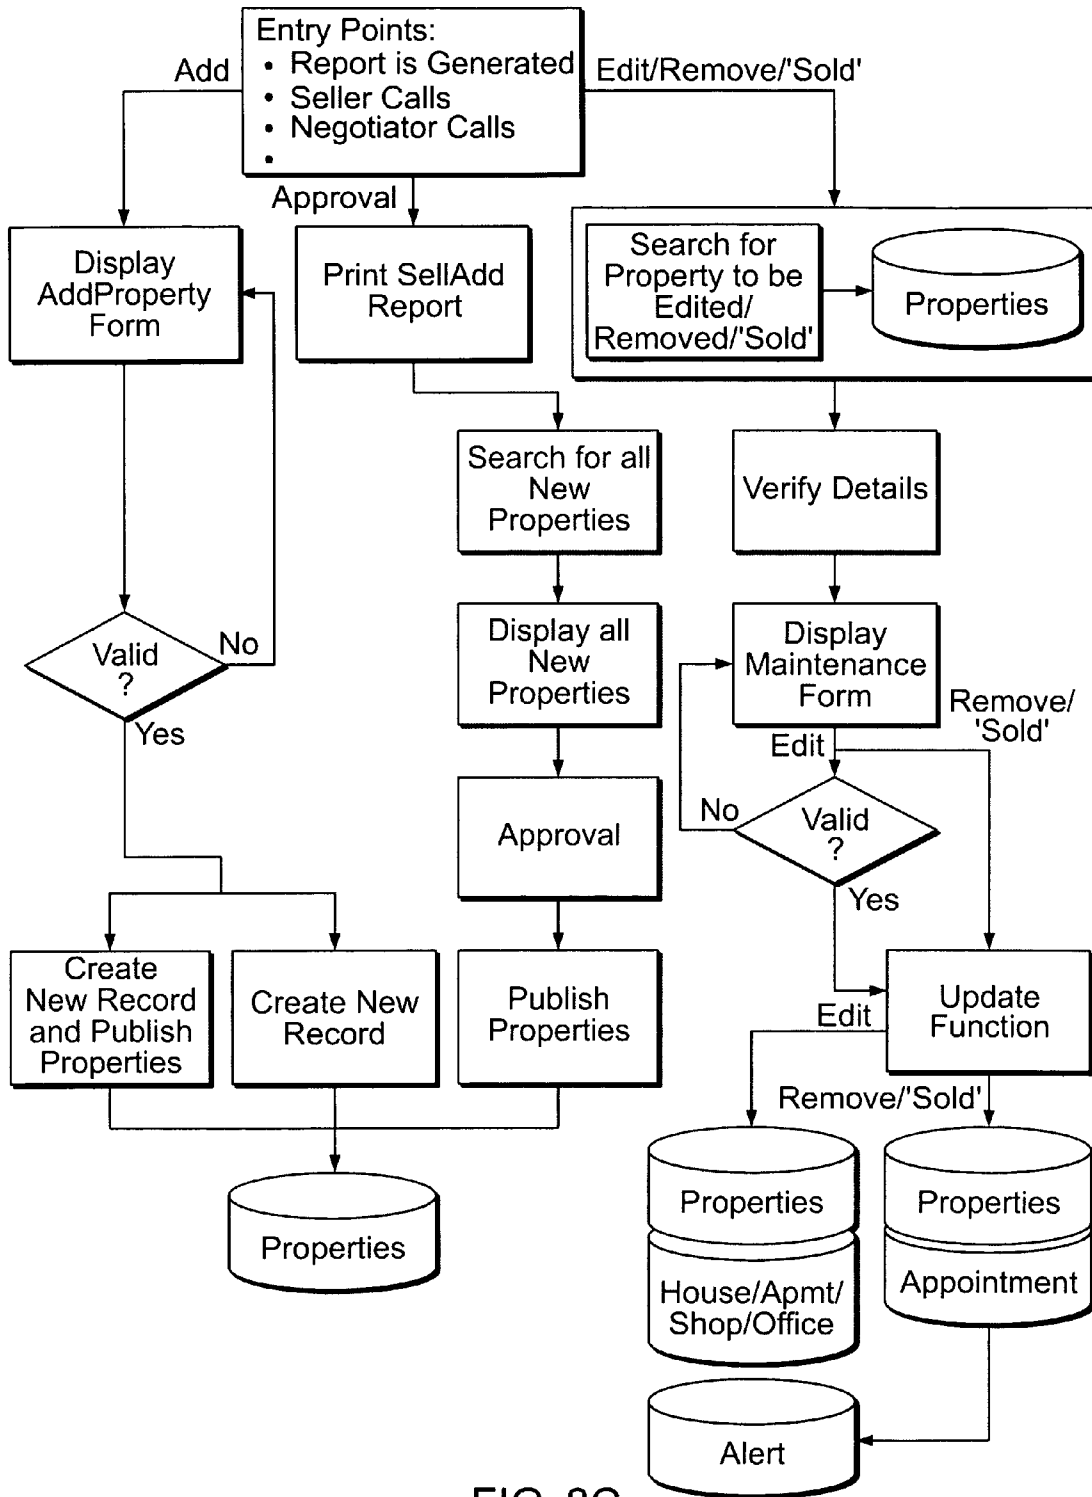 Entry Points:
• Report is Generated
• Seller Calls
• Negotiator Calls
•
Add
Edit/Remove/'Sold'
Approval
Display
AddProperty
Form
Print SellAdd
Report
Search for
Property to be
Edited/
Removed/'Sold'
Properties
Search for all
New
Properties
Verify Details
Valid
?
No
Yes
Display all
New
Properties
Display
Maintenance
Form
Remove/
'Sold'
Edit
Approval
No
Valid
?
Yes
Create
New Record
and Publish
Properties
Create New
Record
Publish
Properties
Update
Function
Edit
Remove/'Sold'
Properties
Properties
House/Apmt/
Shop/Office
Properties
Appointment
Alert